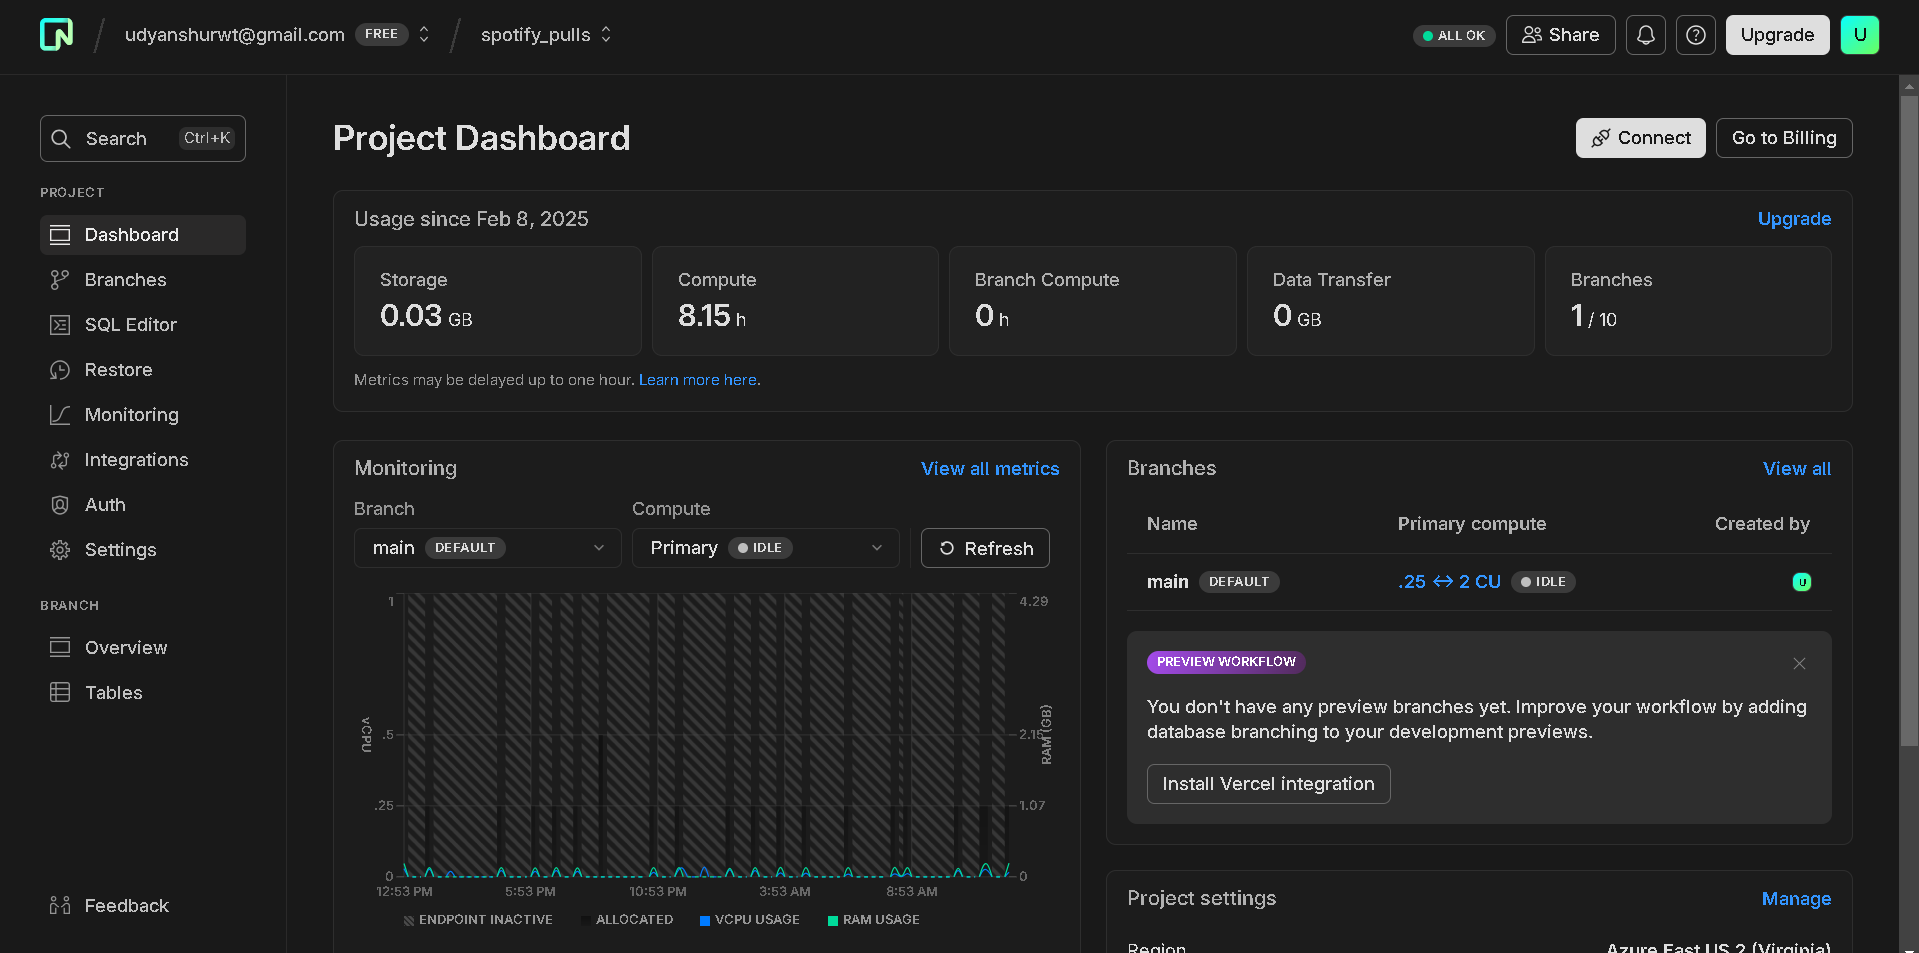 udyanshurwt@gmail.com FREE spotify_pulls ALL OK Share Upgrade U
Search Ctrl+K
PROJECT
Dashboard
Branches
SQL Editor
Restore
Monitoring
Integrations
Auth
Settings
BRANCH
Overview
Tables
Feedback
Project Dashboard
Connect Go to Billing
Usage since Feb 8, 2025 Upgrade
Storage
0.03 GB
Compute
8.15 h
Branch Compute
0 h
Data Transfer
0 GB
Branches
1 / 10
Metrics may be delayed up to one hour. Learn more here.
Monitoring View all metrics
Branch Compute
main DEFAULT Primary IDLE Refresh
1 4.29
.5 2.15
.25 1.07
0 0
vCPU
RAM (GB)
12:53 PM 5:53 PM 10:53 PM 3:53 AM 8:53 AM
ENDPOINT INACTIVE ALLOCATED VCPU USAGE RAM USAGE
Branches View all
Name Primary compute Created by
main DEFAULT .25 ↔ 2 CU IDLE U
PREVIEW WORKFLOW
You don't have any preview branches yet. Improve your workflow by adding
database branching to your development previews.
Install Vercel integration
Project settings Manage
Region Azure East US 2 (Virginia)